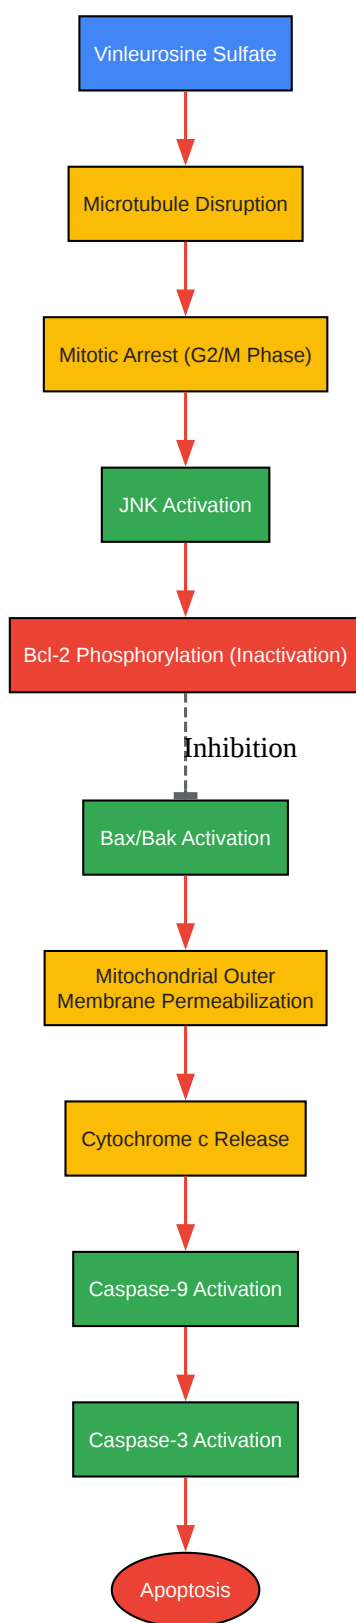 Vinleurosine Sulfate
Microtubule Disruption
Mitotic Arrest (G2/M Phase)
JNK Activation
Bcl-2 Phosphorylation (Inactivation)
Inhibition
Bax/Bak Activation
Mitochondrial Outer
Membrane Permeabilization
Cytochrome c Release
Caspase-9 Activation
Caspase-3 Activation
Apoptosis